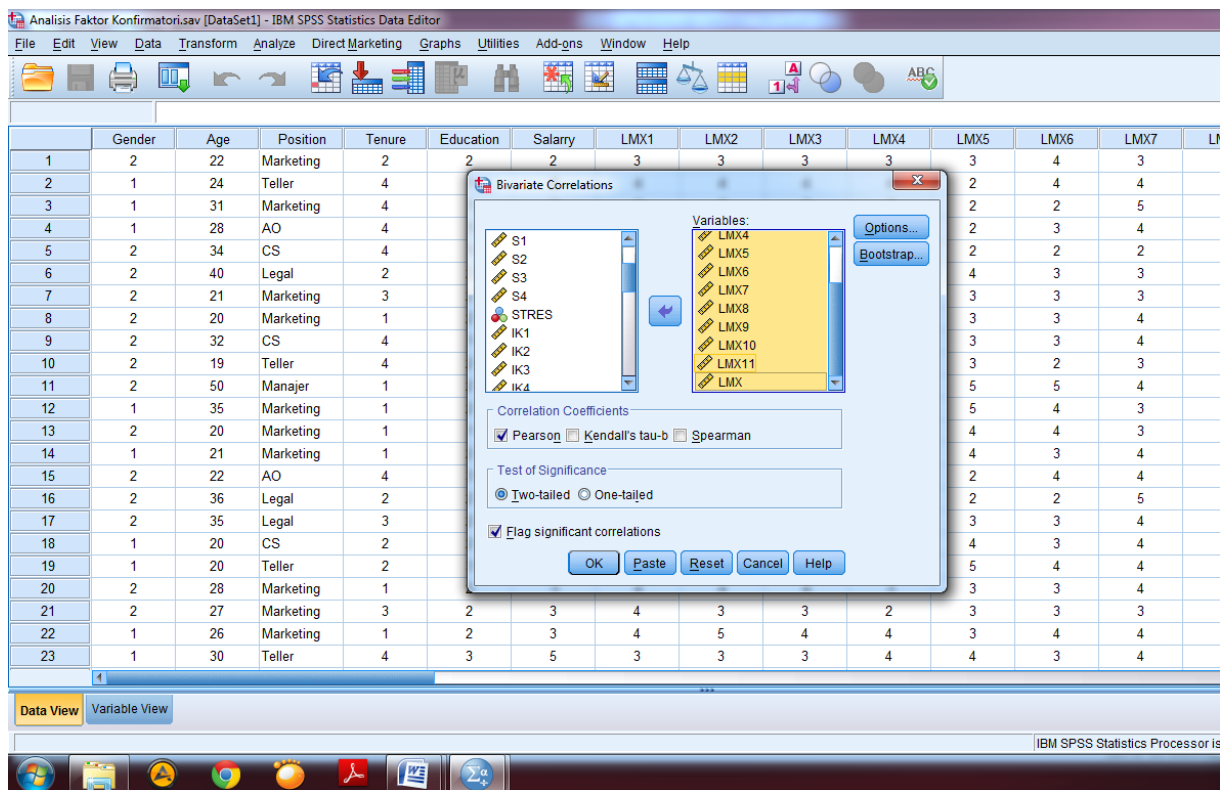 Analisis Faktor Konfirmatori.sav [DataSet1] - IBM SPSS Statistics Data Editor
File Edit View Data Transform Analyze Direct Marketing Graphs Utilities Add-ons Window Help
Gender Age Position Tenure Education Salarry LMX1 LMX2 LMX3 LMX4 LMX5 LMX6 LMX7
1 2 22 Marketing 2 2 2 3 3 3 3 3 4 3
2 1 24 Teller 4 2 4 4
3 1 31 Marketing 4 2 2 5
4 1 28 AO 4 2 3 4
5 2 34 CS 4 2 2 2
6 2 40 Legal 2 4 3 3
7 2 21 Marketing 3 3 3 3
8 2 20 Marketing 1 3 3 4
9 2 32 CS 4 3 3 4
10 2 19 Teller 4 3 2 3
11 2 50 Manajer 1 5 5 4
12 1 35 Marketing 1 5 4 3
13 2 20 Marketing 1 4 4 3
14 1 21 Marketing 1 4 3 4
15 2 22 AO 4 2 4 4
16 2 36 Legal 2 2 2 5
17 2 35 Legal 3 3 3 4
18 1 20 CS 2 4 3 4
19 1 20 Teller 2 5 4 4
20 2 28 Marketing 1 3 3 4
21 2 27 Marketing 3 2 3 4 3 3 2 3 3 3
22 1 26 Marketing 1 2 3 4 5 4 4 3 4 4
23 1 30 Teller 4 3 5 3 3 3 4 4 3 4
Bivariate Correlations
Variables:
S1
S2
S3
S4
STRES
IK1
IK2
IK3
IK4
LMX4
LMX5
LMX6
LMX7
LMX8
LMX9
LMX10
LMX11
LMX
Options...
Bootstrap...
Correlation Coefficients
Pearson Kendall's tau-b Spearman
Test of Significance
Two-tailed One-tailed
Flag significant correlations
OK Paste Reset Cancel Help
Data View Variable View
IBM SPSS Statistics Processor is